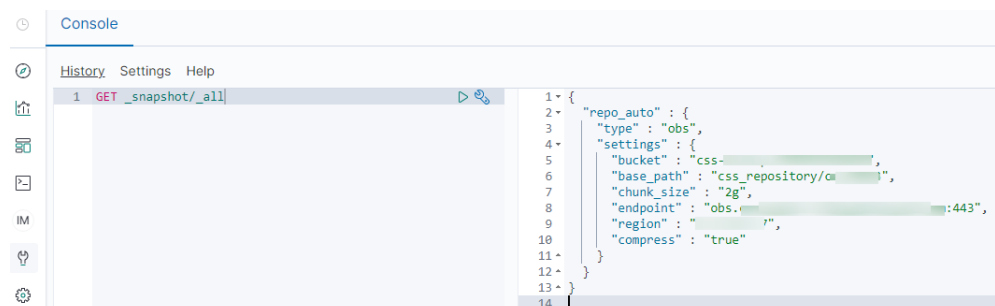 Console
History Settings Help
IM
1 GET _snapshot/_all
1 {
2 "repo_auto" : {
3 "type" : "obs",
4 "settings" : {
5 "bucket" : "css-",
6 "base_path" : "css_repository/",
7 "chunk_size" : "2g",
8 "endpoint" : "obs. :443",
9 "region" : " ",
10 "compress" : "true"
11 }
12 }
13 }
14